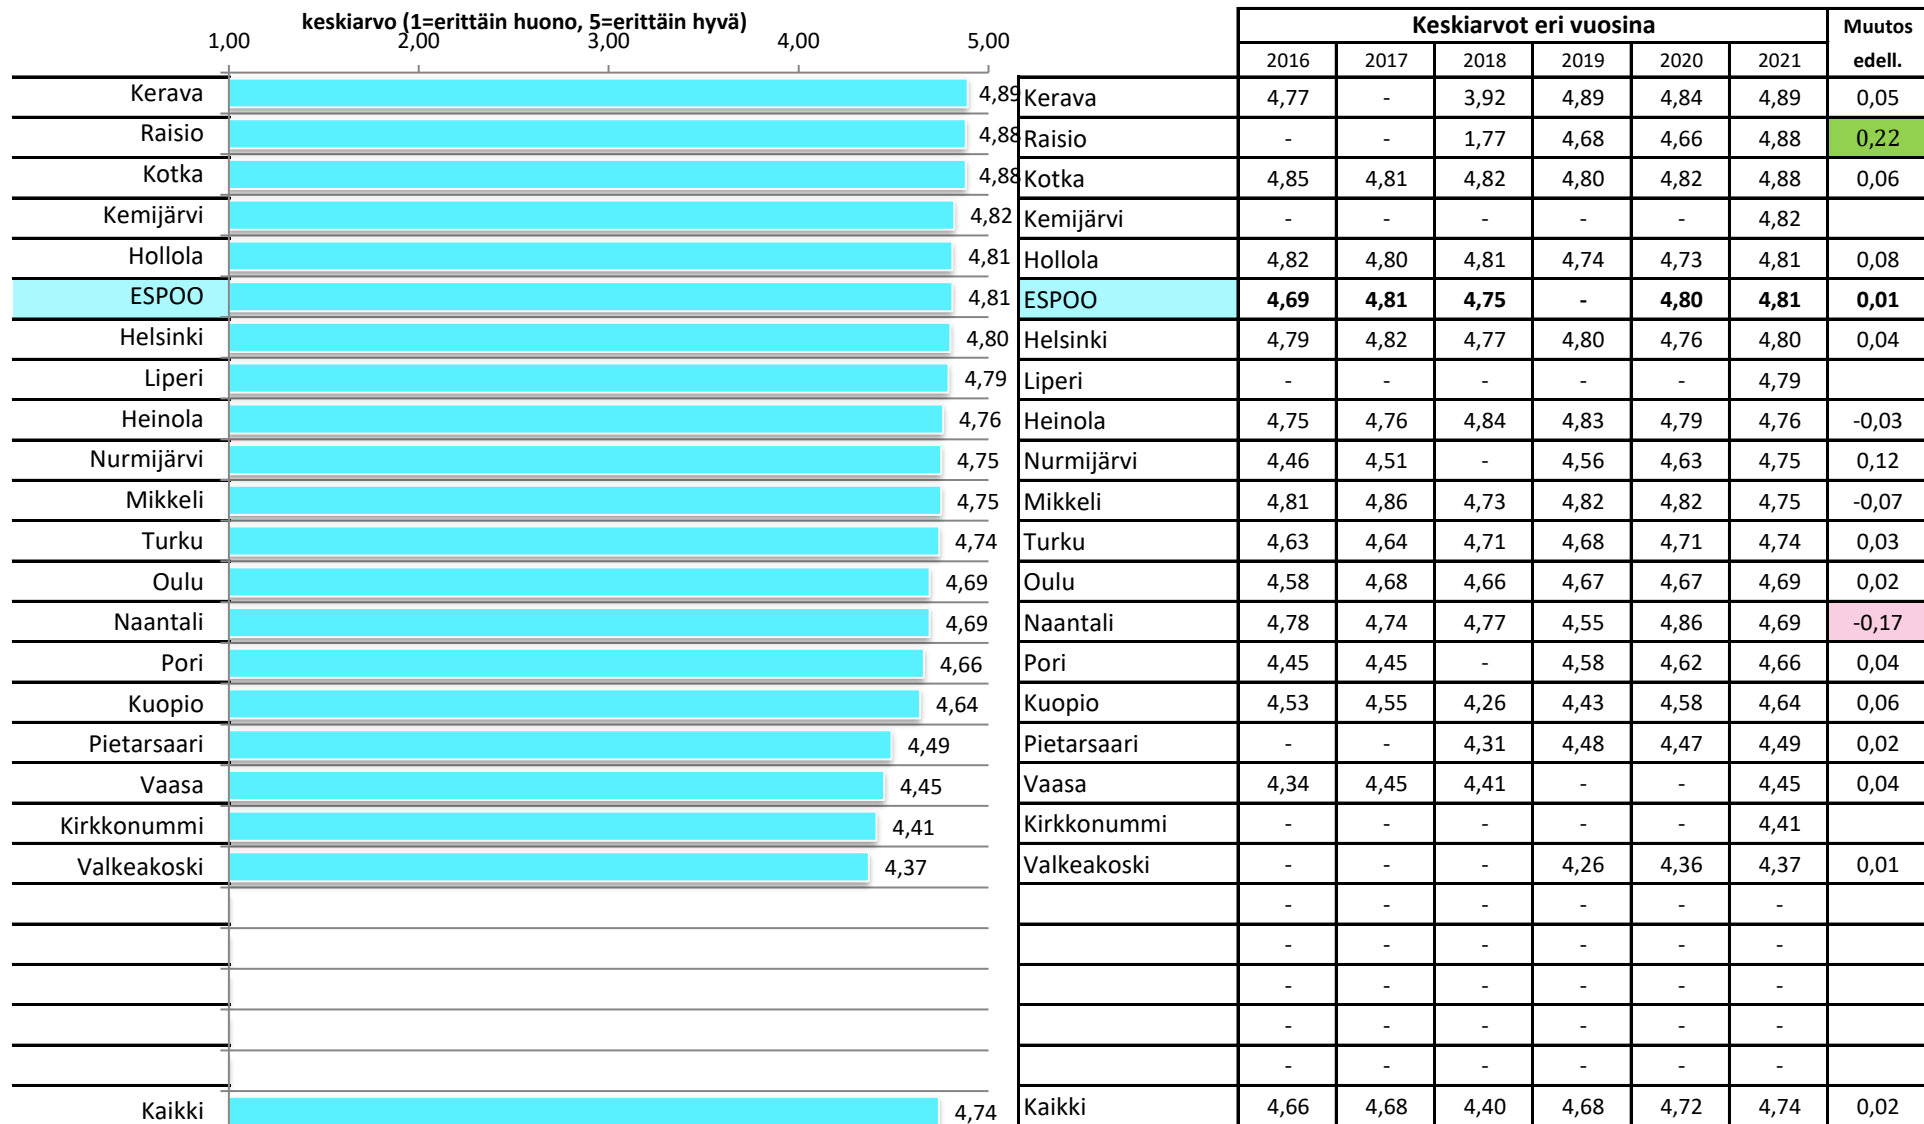 keskiarvo (1=erittäin huono, 5=erittäin hyvä)
1,00 2,00 3,00 4,00 5,00
Kerava 4,89
Raisio 4,88
Kotka 4,88
Kemijärvi 4,82
Hollola 4,81
ESPOO 4,81
Helsinki 4,80
Liperi 4,79
Heinola 4,76
Nurmijärvi 4,75
Mikkeli 4,75
Turku 4,74
Oulu 4,69
Naantali 4,69
Pori 4,66
Kuopio 4,64
Pietarsaari 4,49
Vaasa 4,45
Kirkkonummi 4,41
Valkeakoski 4,37
Kaikki 4,74
Keskiarvot eri vuosina Muutos
2016 2017 2018 2019 2020 2021 edell.
Kerava 4,77 - 3,92 4,89 4,84 4,89 0,05
Raisio - - 1,77 4,68 4,66 4,88 0,22
Kotka 4,85 4,81 4,82 4,80 4,82 4,88 0,06
Kemijärvi - - - - - 4,82
Hollola 4,82 4,80 4,81 4,74 4,73 4,81 0,08
ESPOO 4,69 4,81 4,75 - 4,80 4,81 0,01
Helsinki 4,79 4,82 4,77 4,80 4,76 4,80 0,04
Liperi - - - - - 4,79
Heinola 4,75 4,76 4,84 4,83 4,79 4,76 -0,03
Nurmijärvi 4,46 4,51 - 4,56 4,63 4,75 0,12
Mikkeli 4,81 4,86 4,73 4,82 4,82 4,75 -0,07
Turku 4,63 4,64 4,71 4,68 4,71 4,74 0,03
Oulu 4,58 4,68 4,66 4,67 4,67 4,69 0,02
Naantali 4,78 4,74 4,77 4,55 4,86 4,69 -0,17
Pori 4,45 4,45 - 4,58 4,62 4,66 0,04
Kuopio 4,53 4,55 4,26 4,43 4,58 4,64 0,06
Pietarsaari - - 4,31 4,48 4,47 4,49 0,02
Vaasa 4,34 4,45 4,41 - - 4,45 0,04
Kirkkonummi - - - - - 4,41
Valkeakoski - - - 4,26 4,36 4,37 0,01
- - - - - -
- - - - - -
- - - - - -
- - - - - -
- - - - - -
Kaikki 4,66 4,68 4,40 4,68 4,72 4,74 0,02